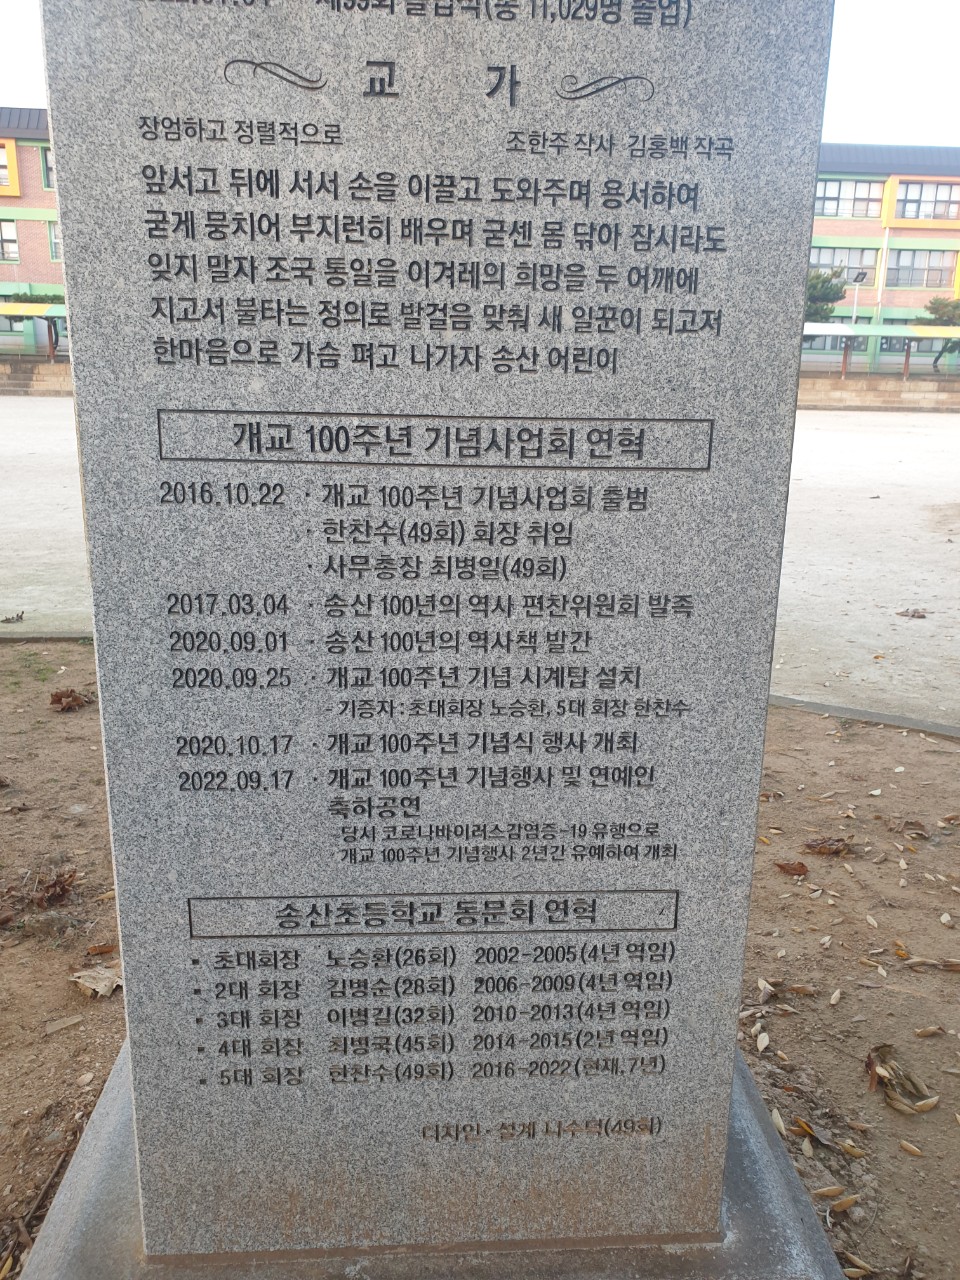 제99회 졸업식(총 11,029명 졸업)
교 가
장엄하고 정렬적으로 조한주 작사 김홍백 작곡
앞서고 뒤에 서서 손을 이끌고 도와주며 용서하여
굳게 뭉치어 부지런히 배우며 굳센 몸 닦아 잠시라도
잊지 말자 조국 통일을 이겨레의 희망을 두 어깨에
지고서 불타는 정의로 발걸음 맞춰 새 일꾼이 되고저
한마음으로 가슴 펴고 나가자 송산 어린이
개교 100주년 기념사업회 연혁
2016.10.22 · 개교 100주년 기념사업회 출범
· 한찬수(49회) 회장 취임
· 사무총장 최병일(49회)
2017.03.04 · 송산 100년의 역사 편찬위원회 발족
2020.09.01 · 송산 100년의 역사책 발간
2020.09.25 · 개교 100주년 기념 시계탑 설치
- 기증자 : 초대회장 노승환, 5대 회장 한찬수
2020.10.17 · 개교 100주년 기념식 행사 개최
2022.09.17 · 개교 100주년 기념행사 및 연예인
축하공연
당시 코로나바이러스감염증-19 유행으로
개교 100주년 기념행사 2년간 유예하여 개최
송산초등학교 동문회 연혁
▪ 초대회장 노승환(26회) 2002-2005(4년 역임)
▪ 2대 회장 김병순(28회) 2006-2009(4년 역임)
▪ 3대 회장 이병길(32회) 2010-2013(4년 역임)
▪ 4대 회장 최병국(45회) 2014-2015(2년 역임)
▪ 5대 회장 한찬수(49회) 2016-2022(현재.7년)
디자인 · 설계 (49회)